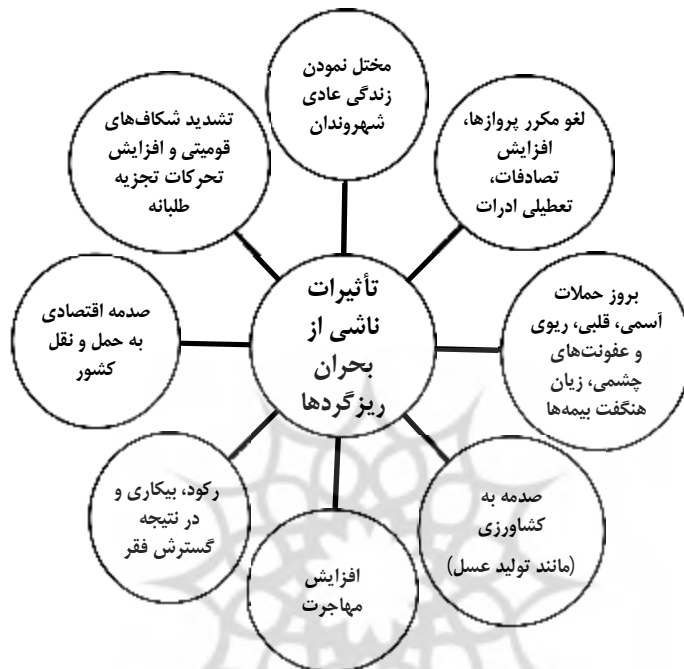 مختل نمودن
زندگی عادی
شهروندان
لغو مکرر پروازها،
افزایش
تصادفات،
تعطیلی ادرات
بروز حملات
آسمی، قلبی، ریوی
و عفونت‌های
چشمی، زیان
هنگفت بیمه‌ها
صدمه به
کشاورزی
(مانند تولید عسل)
افزایش
مهاجرت
رکود، بیکاری و
در نتیجه
گسترش فقر
صدمه اقتصادی
به حمل و نقل
کشور
تشدید شکاف‌های
قومیتی و افزایش
تحرکات تجزیه
طلبانه
تأثیرات
ناشی از
بحران
ریزگردها